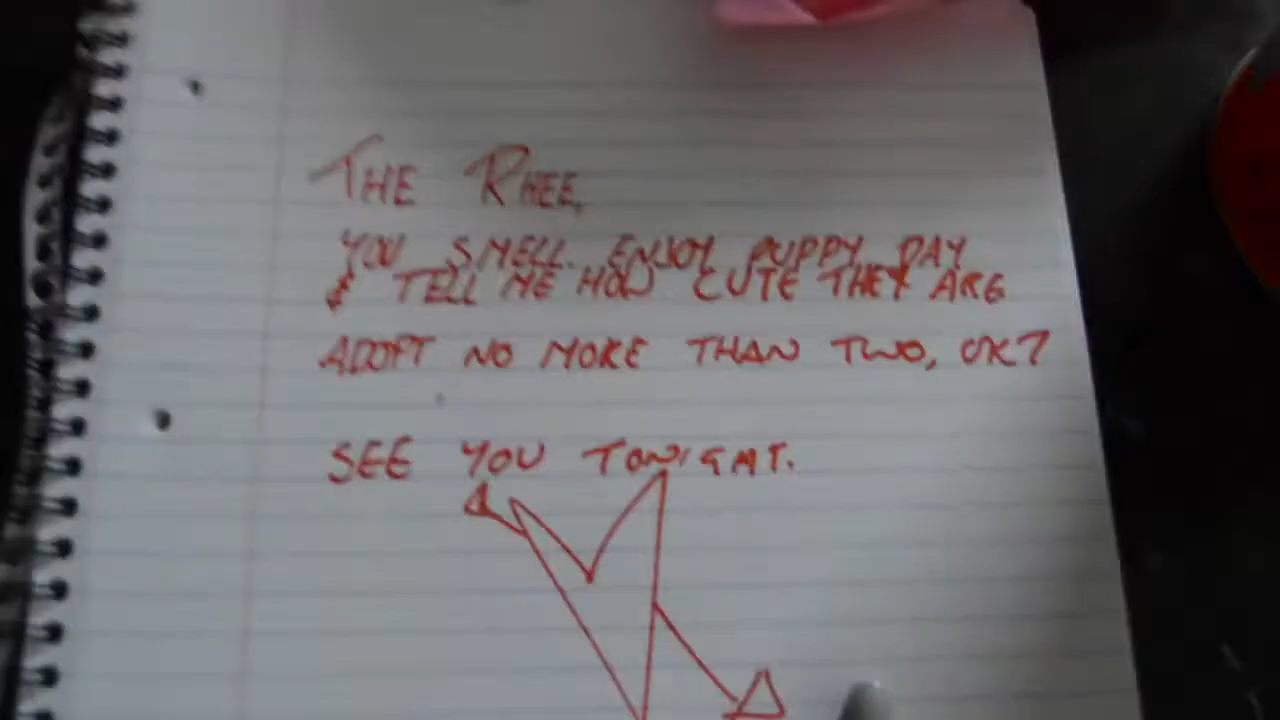 THE RHEE,
YOU SMELL. ENJOY PUPPY DAY
& TELL ME HOW CUTE THEY ARE
ADOPT NO MORE THAN TWO, OK?
SEE YOU TONIGHT.